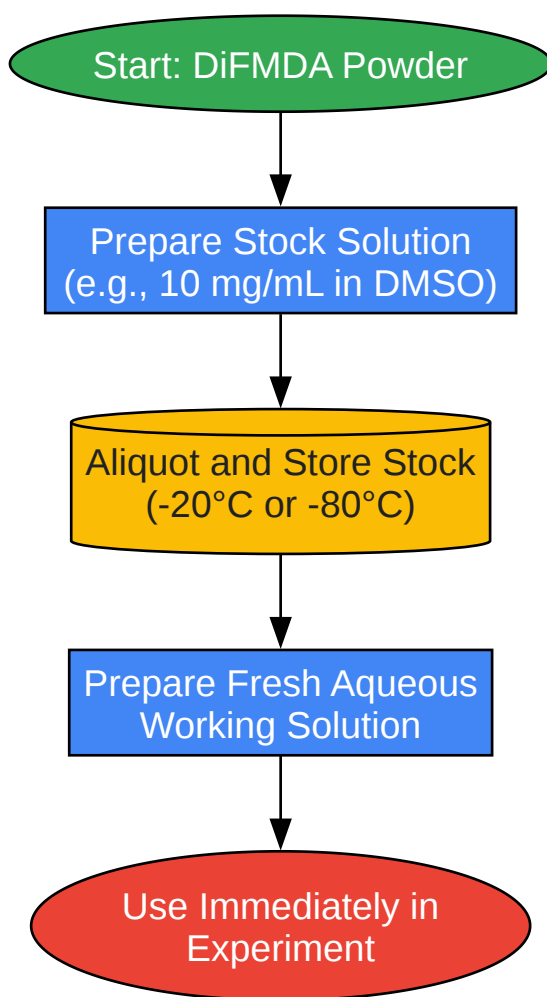 Start: DiFMDA Powder
Prepare Stock Solution
(e.g., 10 mg/mL in DMSO)
Aliquot and Store Stock
(-20°C or -80°C)
Prepare Fresh Aqueous
Working Solution
Use Immediately in
Experiment